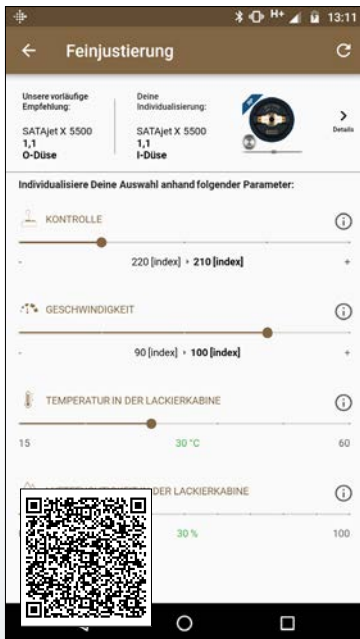 H+ 13:11
Feinjustierung
Unsere vorläufige Empfehlung:
SATAjet X 5500
1,1
O-Düse
Deine Individualisierung:
SATAjet X 5500
1,1
I-Düse
Details
Individualisiere Deine Auswahl anhand folgender Parameter:
KONTROLLE
- 220 [index] › 210 [index] +
GESCHWINDIGKEIT
- 90 [index] › 100 [index] +
TEMPERATUR IN DER LACKIERKABINE
15 30 °C 60
DER LACKIERKABINE
30 % 100